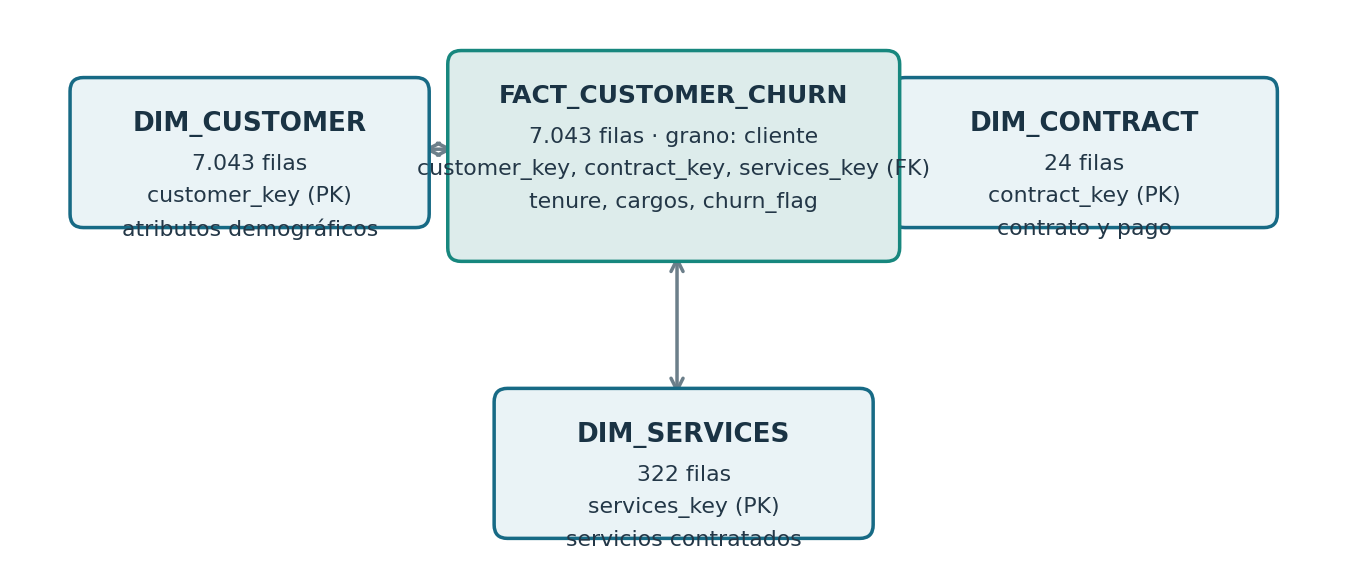 DIM_CUSTOMER
7.043 filas
customer_key (PK)
atributos demográficos
FACT_CUSTOMER_CHURN
7.043 filas · grano: cliente
customer_key, contract_key, services_key (FK)
tenure, cargos, churn_flag
DIM_CONTRACT
24 filas
contract_key (PK)
contrato y pago
DIM_SERVICES
322 filas
services_key (PK)
servicios contratados